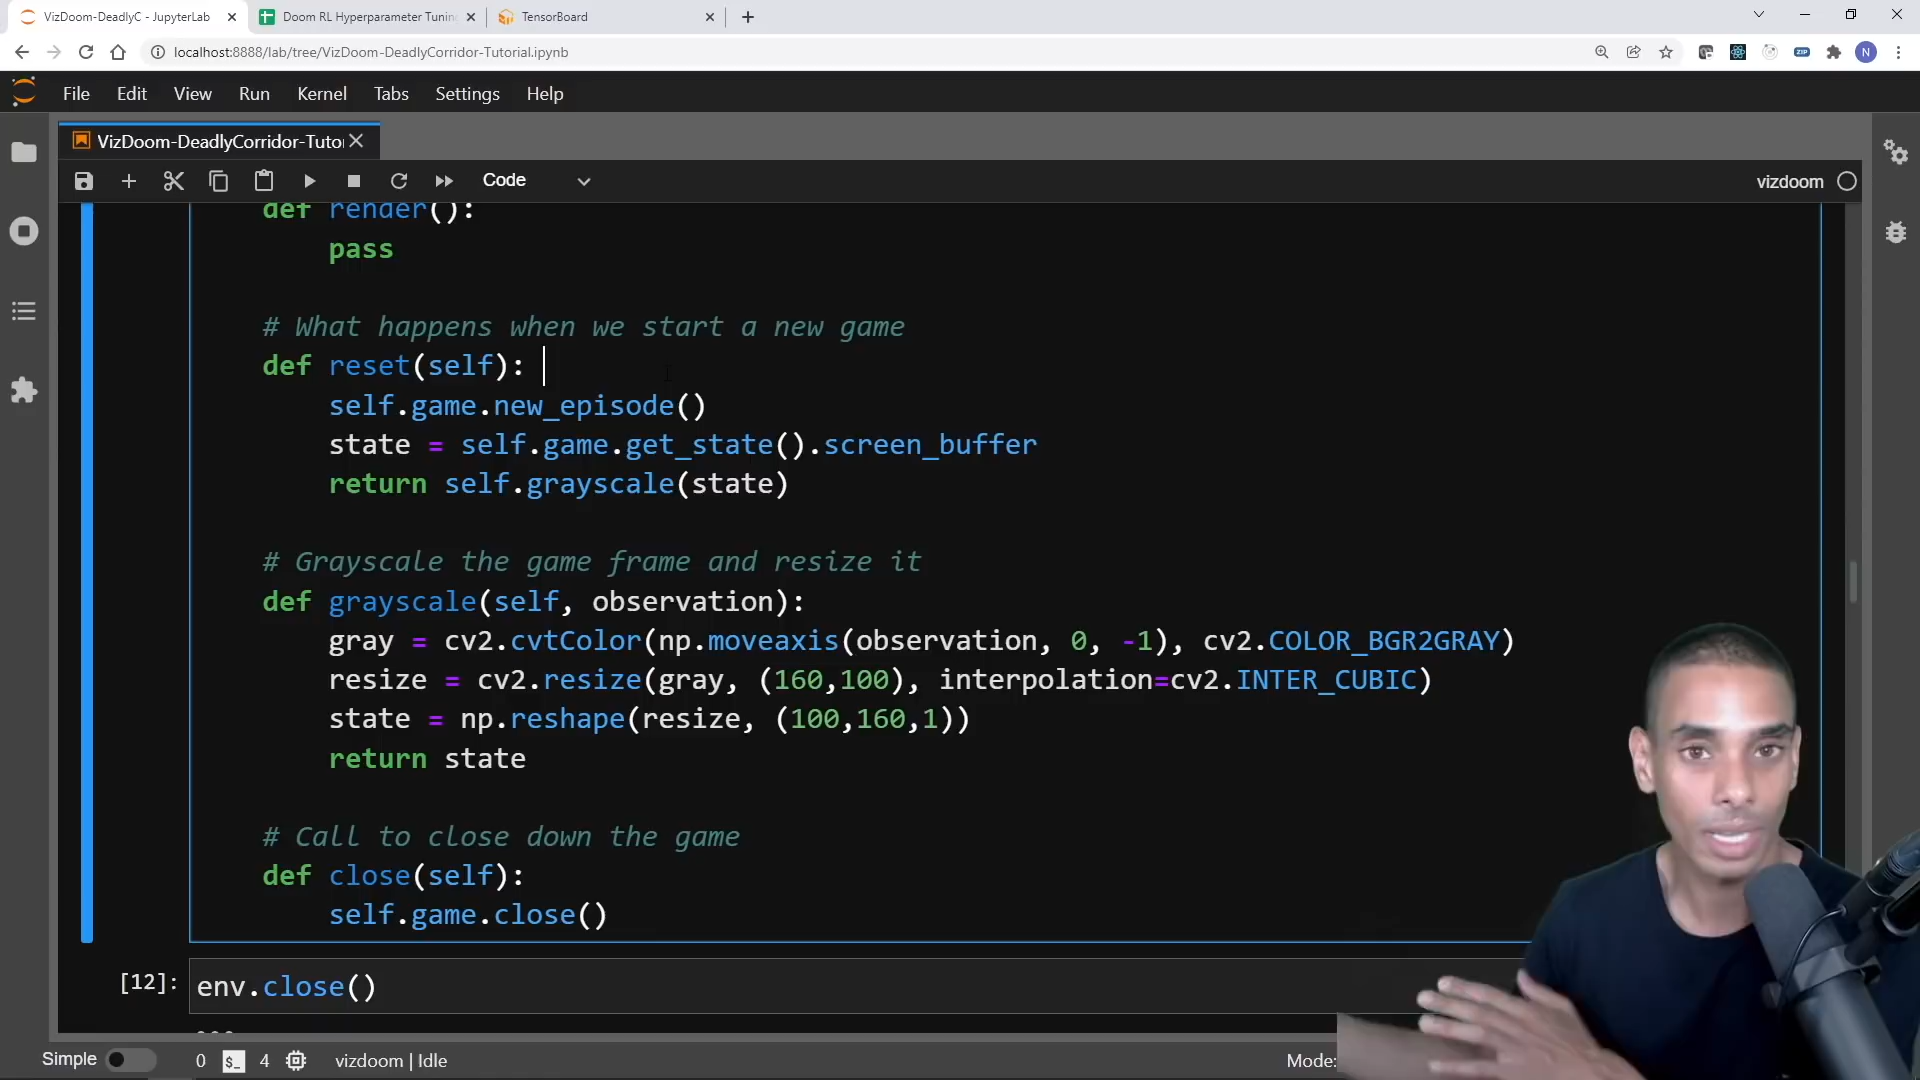 VizDoom-DeadlyC - JupyterLab
Doom RL Hyperparameter Tuning
TensorBoard
localhost:8888/lab/tree/VizDoom-DeadlyCorridor-Tutorial.ipynb
ZIP
N
File Edit View Run Kernel Tabs Settings Help
VizDoom-DeadlyCorridor-Tutor
Code
vizdoom
def render():
pass
# What happens when we start a new game
def reset(self):
self.game.new_episode()
state = self.game.get_state().screen_buffer
return self.grayscale(state)
# Grayscale the game frame and resize it
def grayscale(self, observation):
gray = cv2.cvtColor(np.moveaxis(observation, 0, -1), cv2.COLOR_BGR2GRAY)
resize = cv2.resize(gray, (160,100), interpolation=cv2.INTER_CUBIC)
state = np.reshape(resize, (100,160,1))
return state
# Call to close down the game
def close(self):
self.game.close()
[12]: env.close()
Simple 0 $_ 4 vizdoom | Idle Mode: